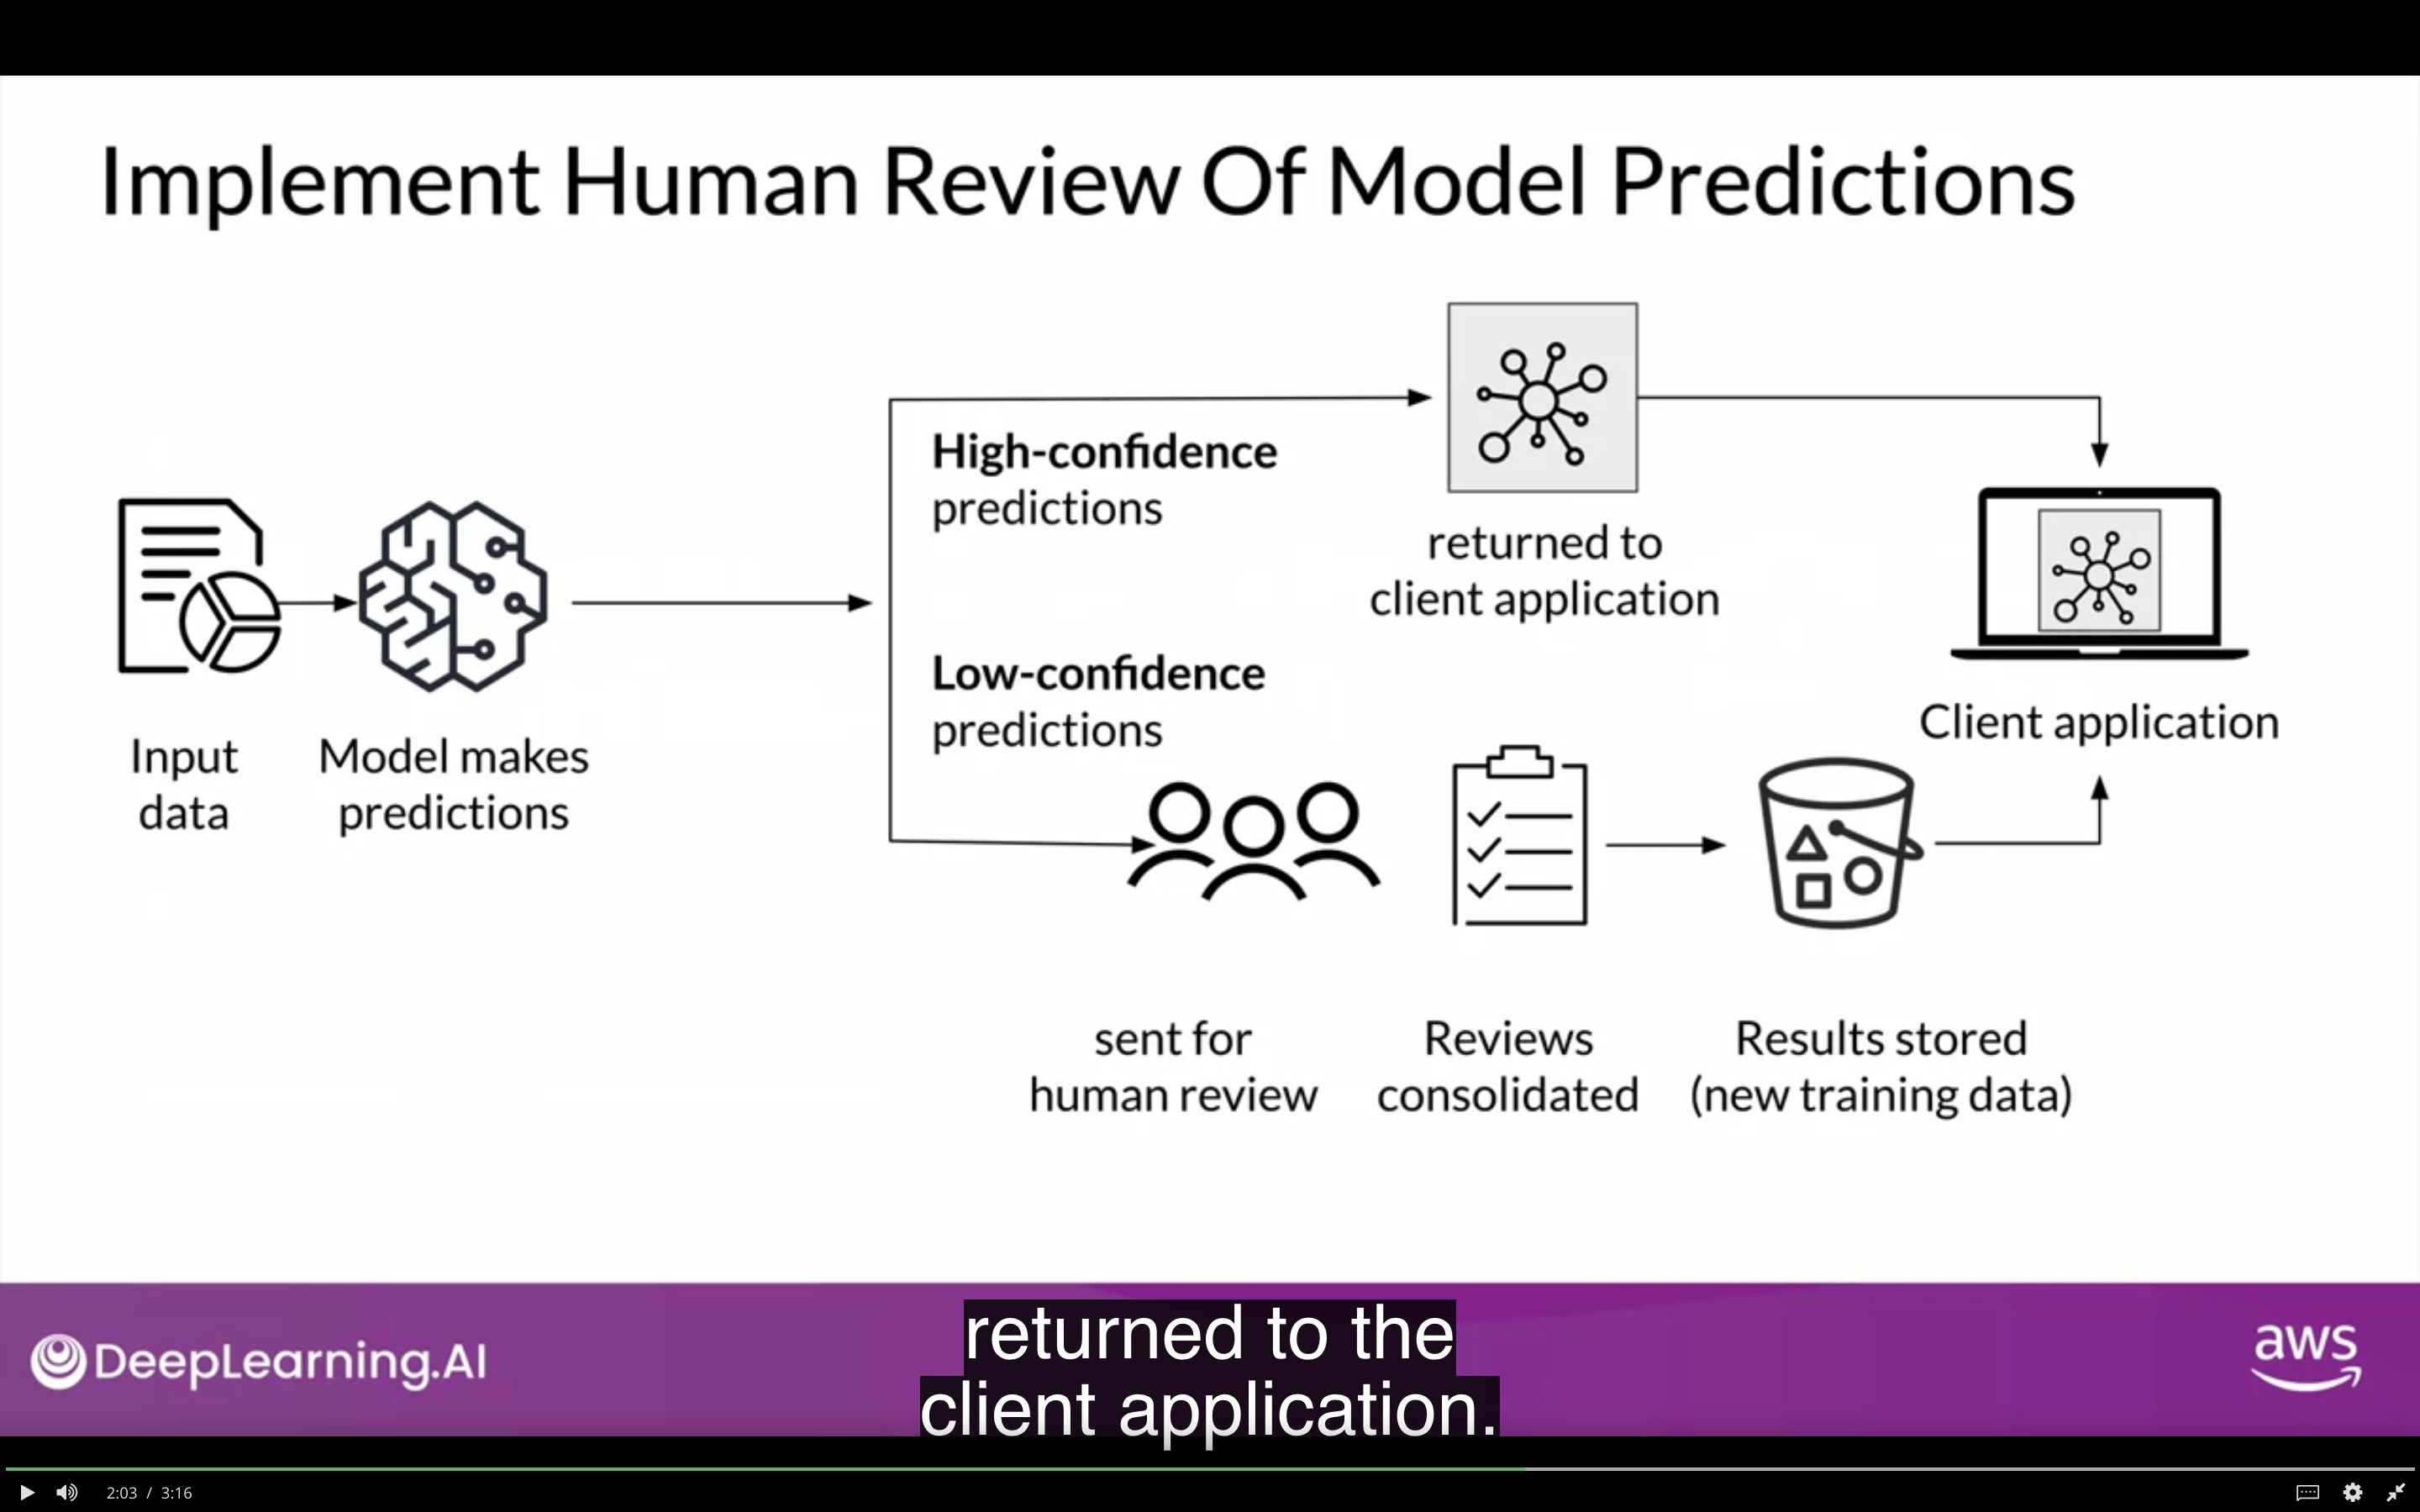 Implement Human Review Of Model Predictions
High-confidence
predictions
returned to
client application
Low-confidence
predictions
Client application
Input
data
Model makes
predictions
sent for
human review
Reviews
consolidated
Results stored
(new training data)
DeepLearning.AI
returned to the
client application.
aws
2:03 / 3:16